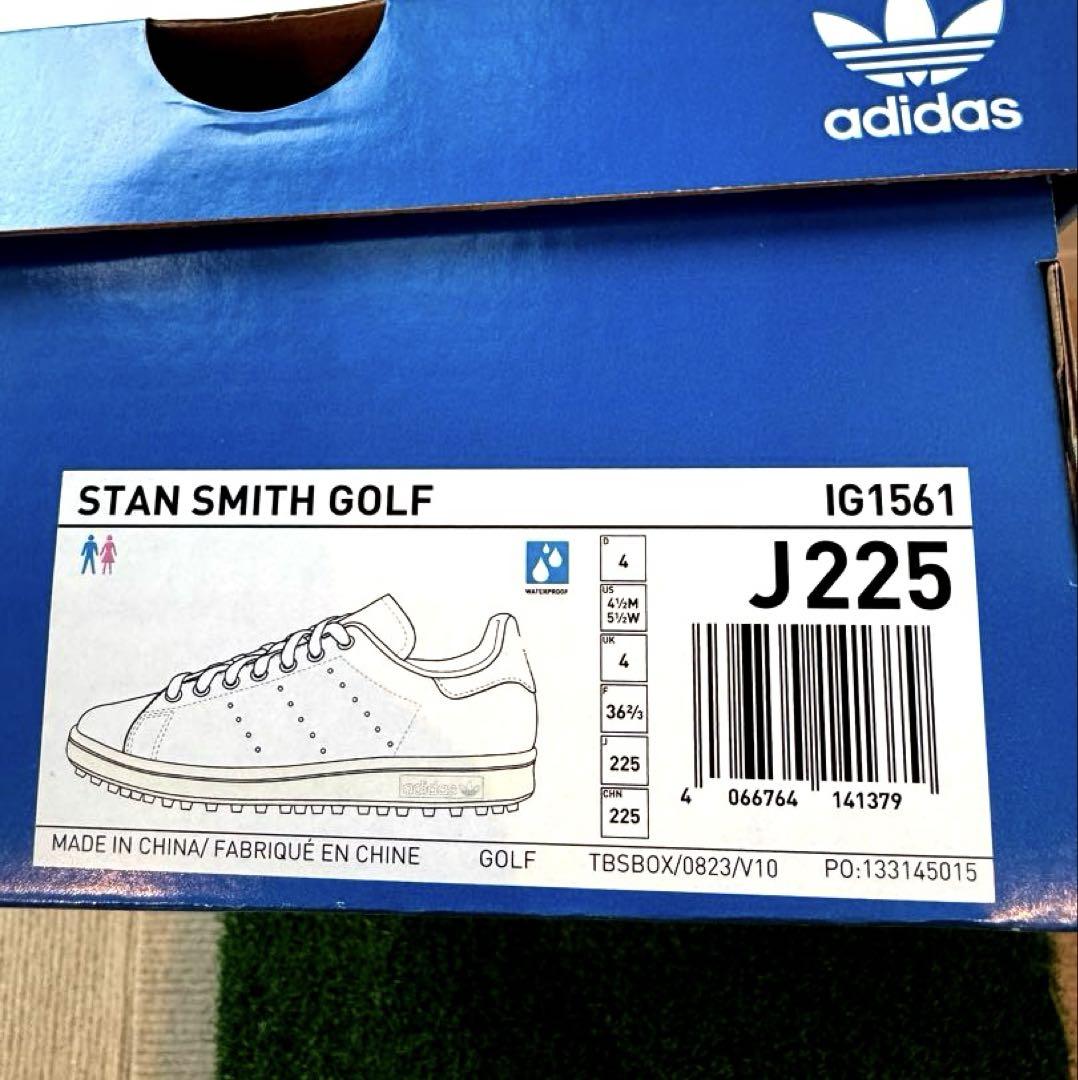 adidas
STAN SMITH GOLF IG1561
WATERPROOF
D
4
US
4½M
5½W
UK
4
F
36⅔
J
225
CHN
225
J225
4 066764 141379
adidas
MADE IN CHINA/ FABRIQUÉ EN CHINE GOLF TBSBOX/0823/V10 PO:133145015